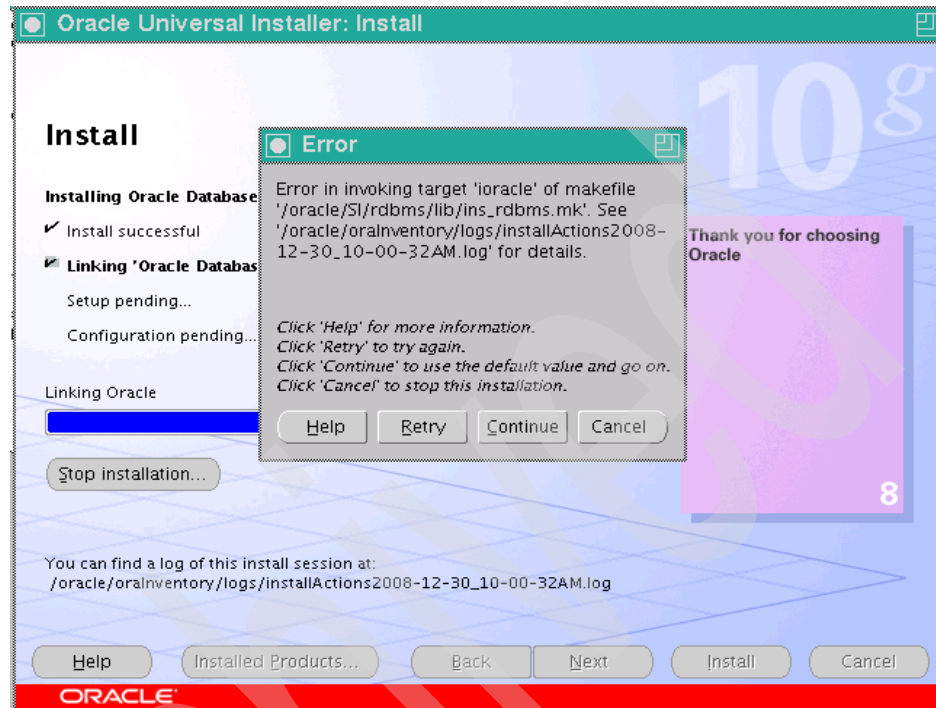 Oracle Universal Installer: Install
10g
Install
Installing Oracle Database
Install successful
Linking 'Oracle Databas
Setup pending...
Configuration pending...
Linking Oracle
Stop installation...
Error
Error in invoking target 'ioracle' of makefile
'/oracle/SI/rdbms/lib/ins_rdbms.mk'. See
'/oracle/oraInventory/logs/installActions2008-
12-30_10-00-32AM.log' for details.
Click 'Help' for more information.
Click 'Retry' to try again.
Click 'Continue' to use the default value and go on.
Click 'Cancel' to stop this installation.
Help Retry Continue Cancel
Thank you for choosing
Oracle
8
You can find a log of this install session at:
/oracle/oraInventory/logs/installActions2008-12-30_10-00-32AM.log
Help Installed Products... Back Next Install Cancel
ORACLE